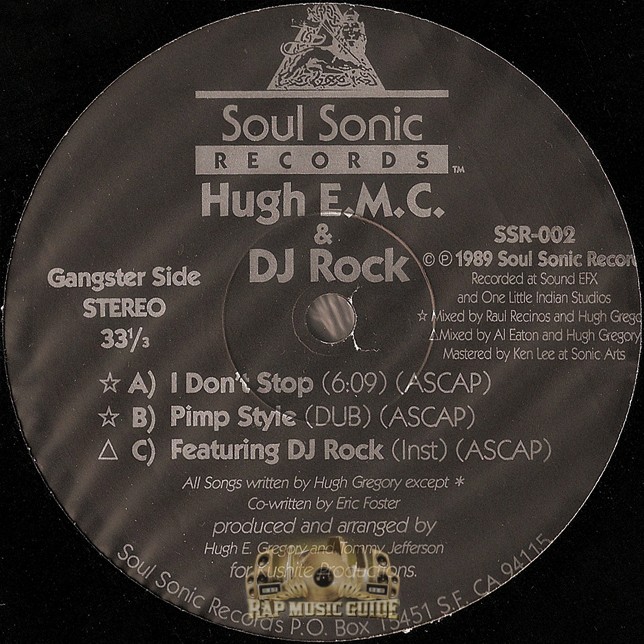 Soul Sonic
RECORDS ™
Hugh E.M.C.
&
DJ Rock
Gangster Side
STEREO
33 1/3
SSR-002
© ℗ 1989 Soul Sonic Recor
Recorded at Sound EFX
and One Little Indian Studios
☆ Mixed by Raul Recinos and Hugh Grego
△Mixed by Al Eaton and Hugh Gregory
Mastered by Ken Lee at Sonic Arts
☆ A) I Don't Stop (6:09) (ASCAP)
☆ B) Pimp Style (DUB) (ASCAP)
△ C) Featuring DJ Rock (Inst) (ASCAP)
All Songs written by Hugh Gregory except *
Co-written by Eric Foster
produced and arranged by
Hugh E. Gregory and Tommy Jefferson
for Kushite Productions.
Soul Sonic Records P.O. Box 15451 S.F. CA 94115
RAP MUSIC GUIDE